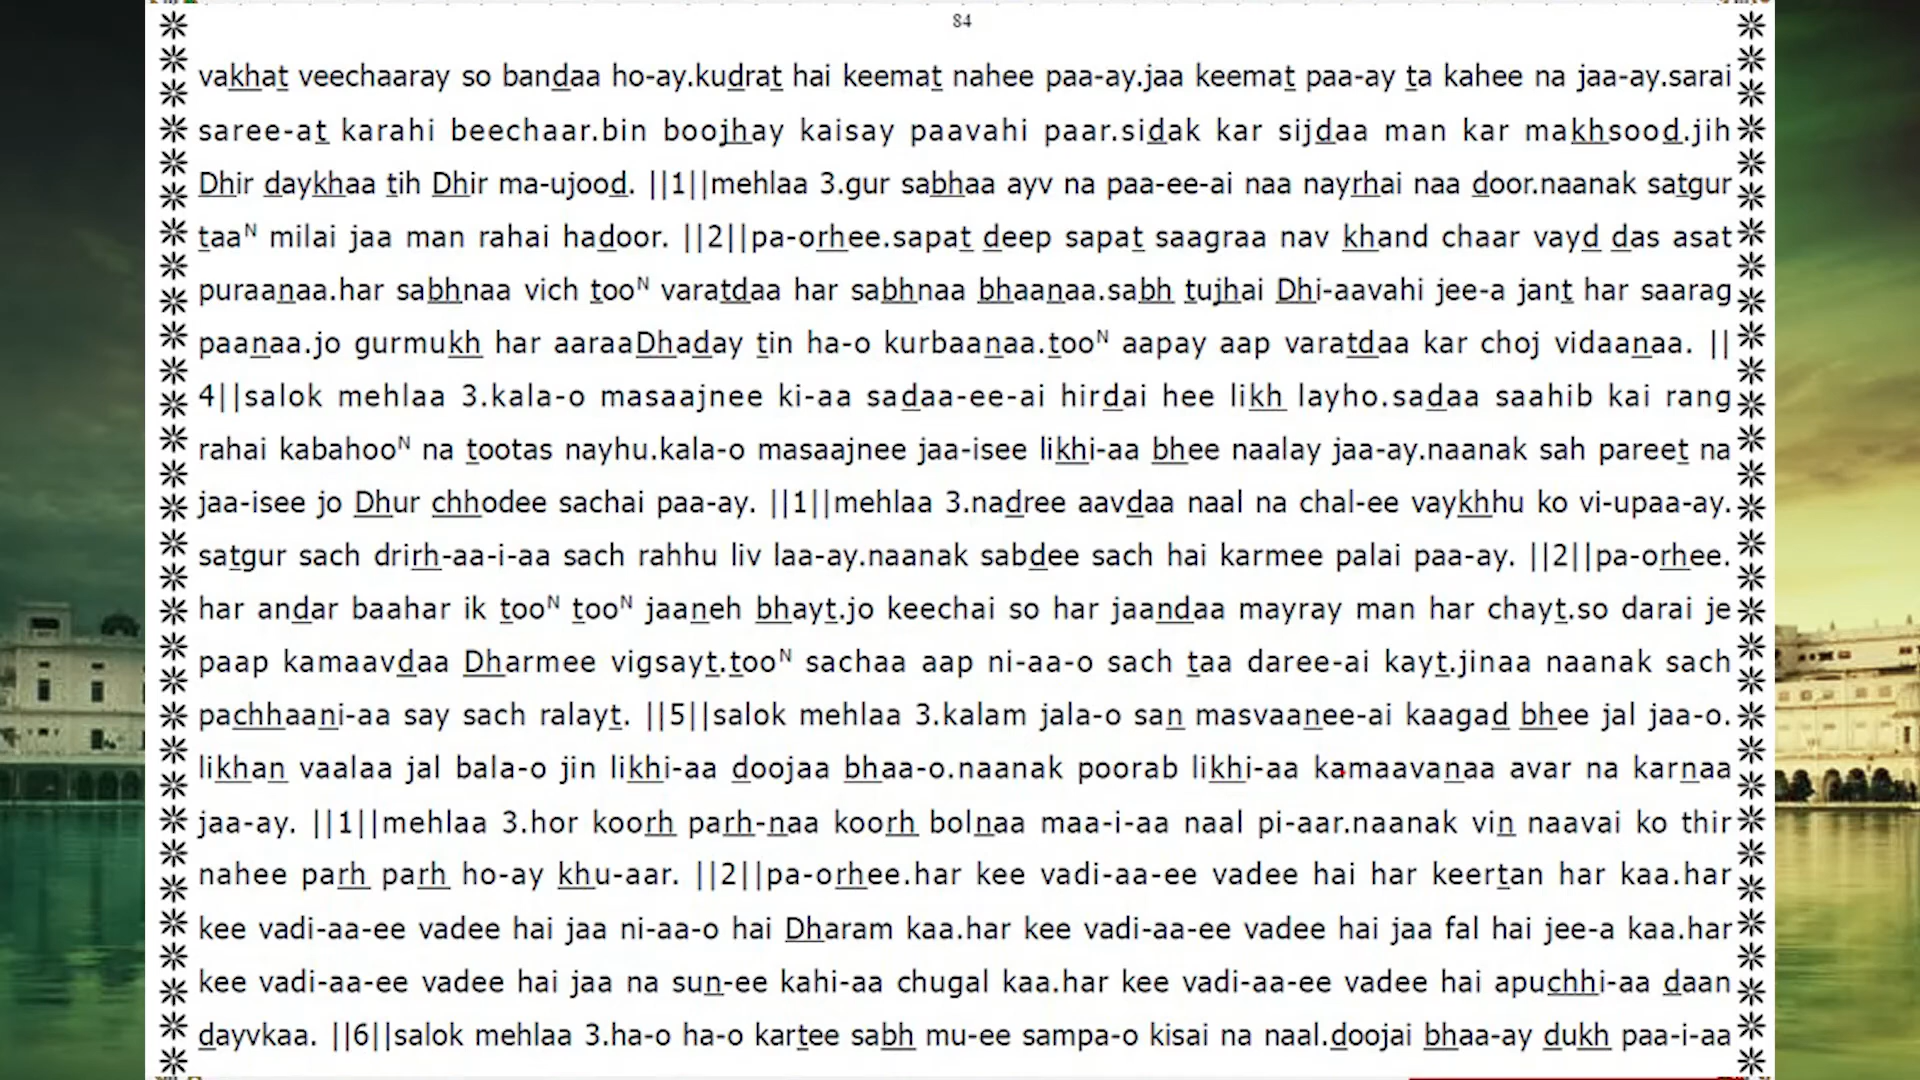 84
vakhat veechaaray so bandaa ho-ay.kudrat hai keemat nahee paa-ay.jaa keemat paa-ay ta kahee na jaa-ay.sarai
saree-at karahi beechaar.bin boojhay kaisay paavahi paar.sidak kar sijdaa man kar makhsood.jih
Dhir daykhaa tih Dhir ma-ujood. ||1||mehlaa 3.gur sabhaa ayv na paa-ee-ai naa nayrhai naa door.naanak satgur
taaN milai jaa man rahai hadoor. ||2||pa-orhee.sapat deep sapat saagraa nav khand chaar vayd das asat
puraanaa.har sabhnaa vich tooN varatdaa har sabhnaa bhaanaa.sabh tujhai Dhi-aavahi jee-a jant har saarag
paanaa.jo gurmukh har aaraaDhaday tin ha-o kurbaanaa.tooN aapay aap varatdaa kar choj vidaanaa. ||
4||salok mehlaa 3.kala-o masaajnee ki-aa sadaa-ee-ai hirdai hee likh layho.sadaa saahib kai rang
rahai kabahooN na tootas nayhu.kala-o masaajnee jaa-isee likhi-aa bhee naalay jaa-ay.naanak sah pareet na
jaa-isee jo Dhur chhodee sachai paa-ay. ||1||mehlaa 3.nadree aavdaa naal na chal-ee vaykhhu ko vi-upaa-ay.
satgur sach drirh-aa-i-aa sach rahhu liv laa-ay.naanak sabdee sach hai karmee palai paa-ay. ||2||pa-orhee.
har andar baahar ik tooN tooN jaaneh bhayt.jo keechai so har jaandaa mayray man har chayt.so darai je
paap kamaavdaa Dharmee vigsayt.tooN sachaa aap ni-aa-o sach taa daree-ai kayt.jinaa naanak sach
pachhaani-aa say sach ralayt. ||5||salok mehlaa 3.kalam jala-o san masvaanee-ai kaagad bhee jal jaa-o.
likhan vaalaa jal bala-o jin likhi-aa doojaa bhaa-o.naanak poorab likhi-aa kamaavanaa avar na karnaa
jaa-ay. ||1||mehlaa 3.hor koorh parh-naa koorh bolnaa maa-i-aa naal pi-aar.naanak vin naavai ko thir
nahee parh parh ho-ay khu-aar. ||2||pa-orhee.har kee vadi-aa-ee vadee hai har keertan har kaa.har
kee vadi-aa-ee vadee hai jaa ni-aa-o hai Dharam kaa.har kee vadi-aa-ee vadee hai jaa fal hai jee-a kaa.har
kee vadi-aa-ee vadee hai jaa na sun-ee kahi-aa chugal kaa.har kee vadi-aa-ee vadee hai apuchhi-aa daan
dayvkaa. ||6||salok mehlaa 3.ha-o ha-o kartee sabh mu-ee sampa-o kisai na naal.doojai bhaa-ay dukh paa-i-aa